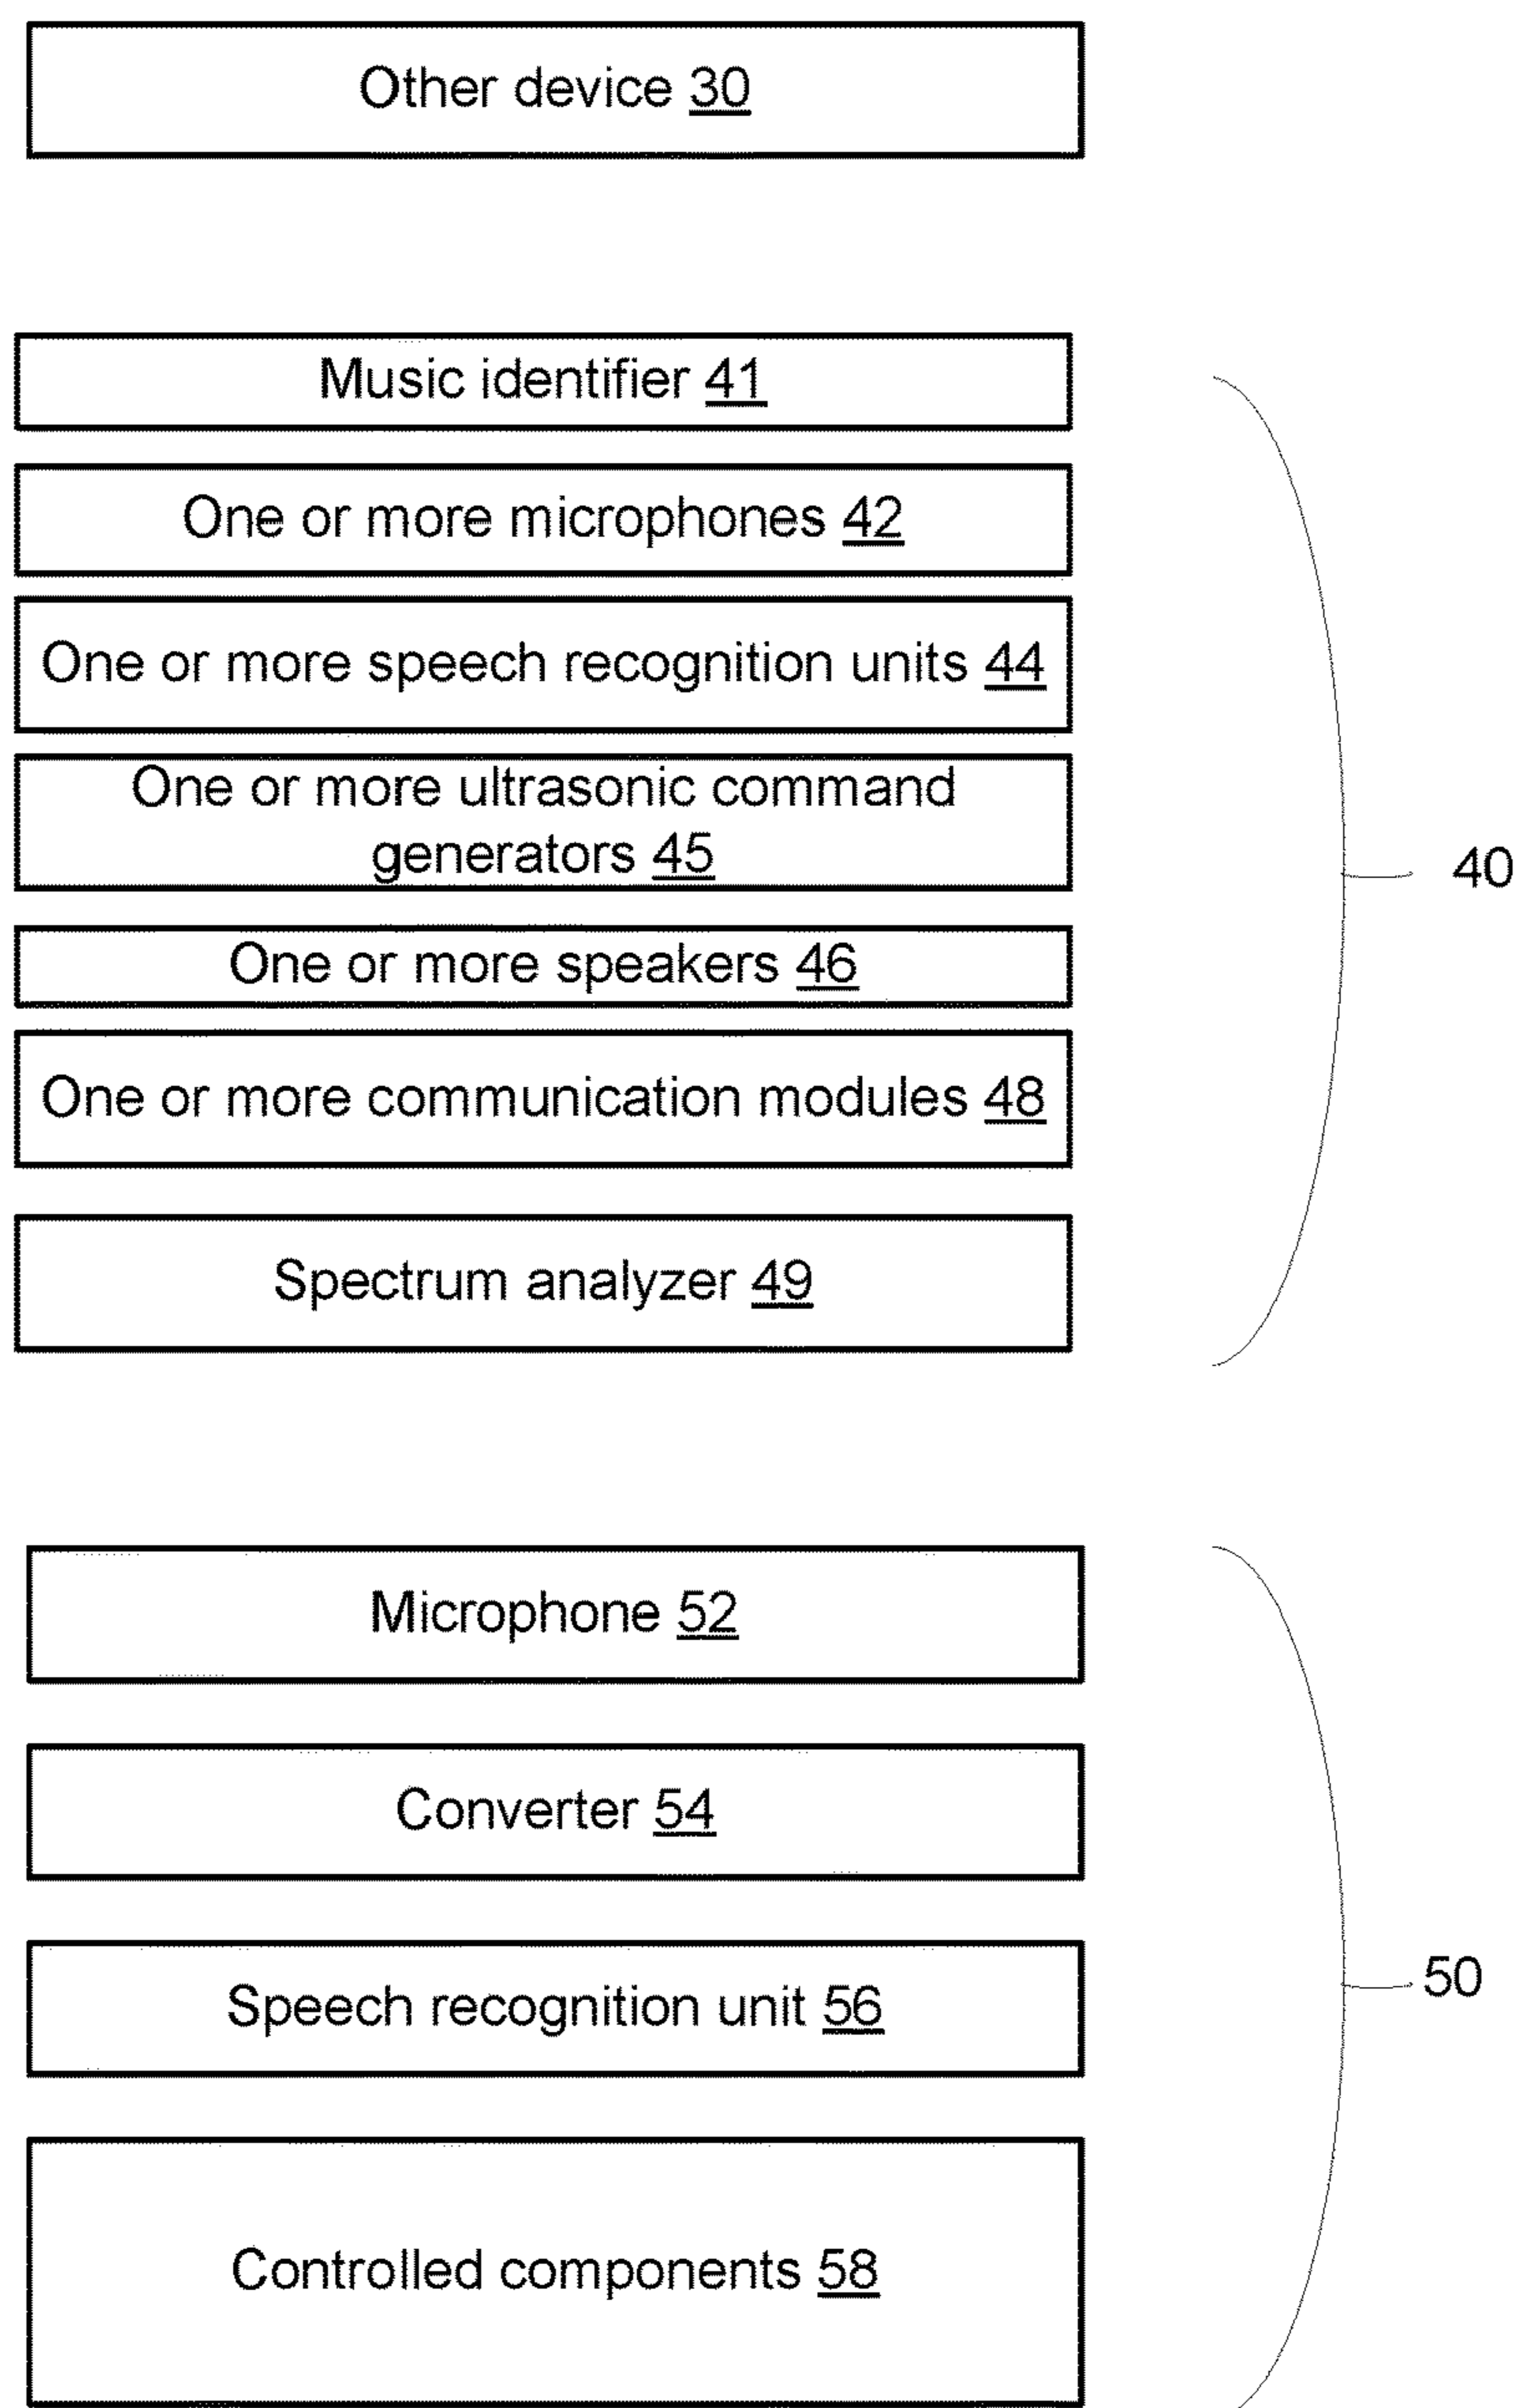 Other device 30
Music identifier 41
One or more microphones 42
One or more speech recognition units 44
One or more ultrasonic command
generators 45
40
One or more speakers 46
One or more communication modules 48
Spectrum analyzer 49
Microphone 52
Converter 54
50
Speech recognition unit 56
Controlled components 58